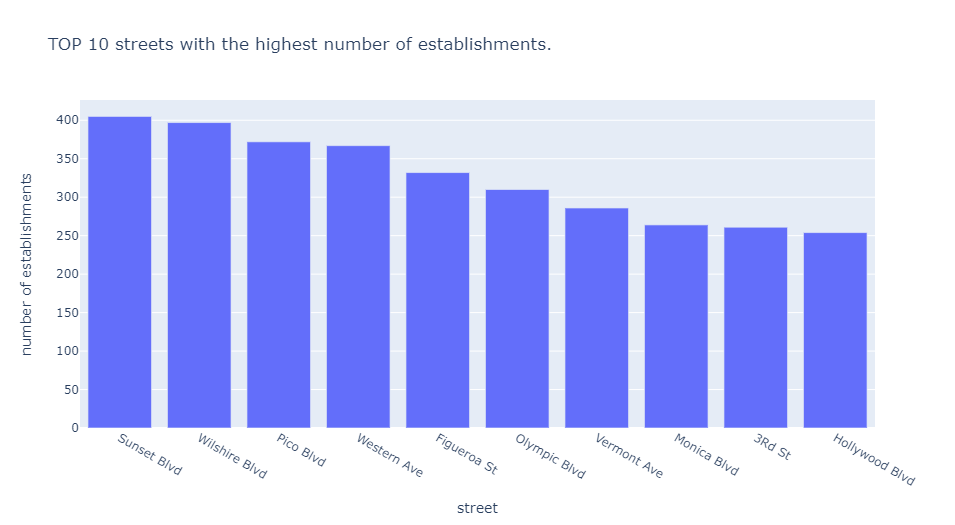 TOP 10 streets with the highest number of establishments.
number of establishments
400
350
300
250
200
150
100
50
0
Sunset Blvd
Wilshire Blvd
Pico Blvd
Western Ave
Figueroa St
Olympic Blvd
Vermont Ave
Monica Blvd
3Rd St
Hollywood Blvd
street